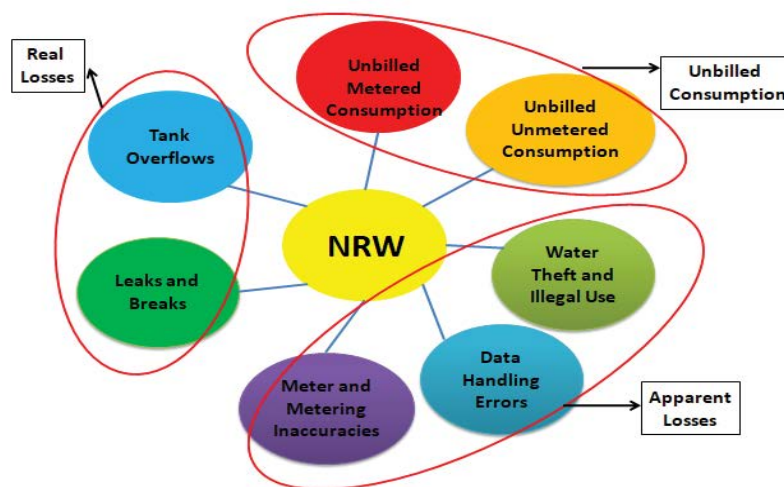 Real
Losses
Tank
Overflows
Leaks and
Breaks
Unbilled
Metered
Consumption
Unbilled
Unmetered
Consumption
Unbilled
Consumption
NRW
Water
Theft and
Illegal Use
Data
Handling
Errors
Meter and
Metering
Inaccuracies
Apparent
Losses